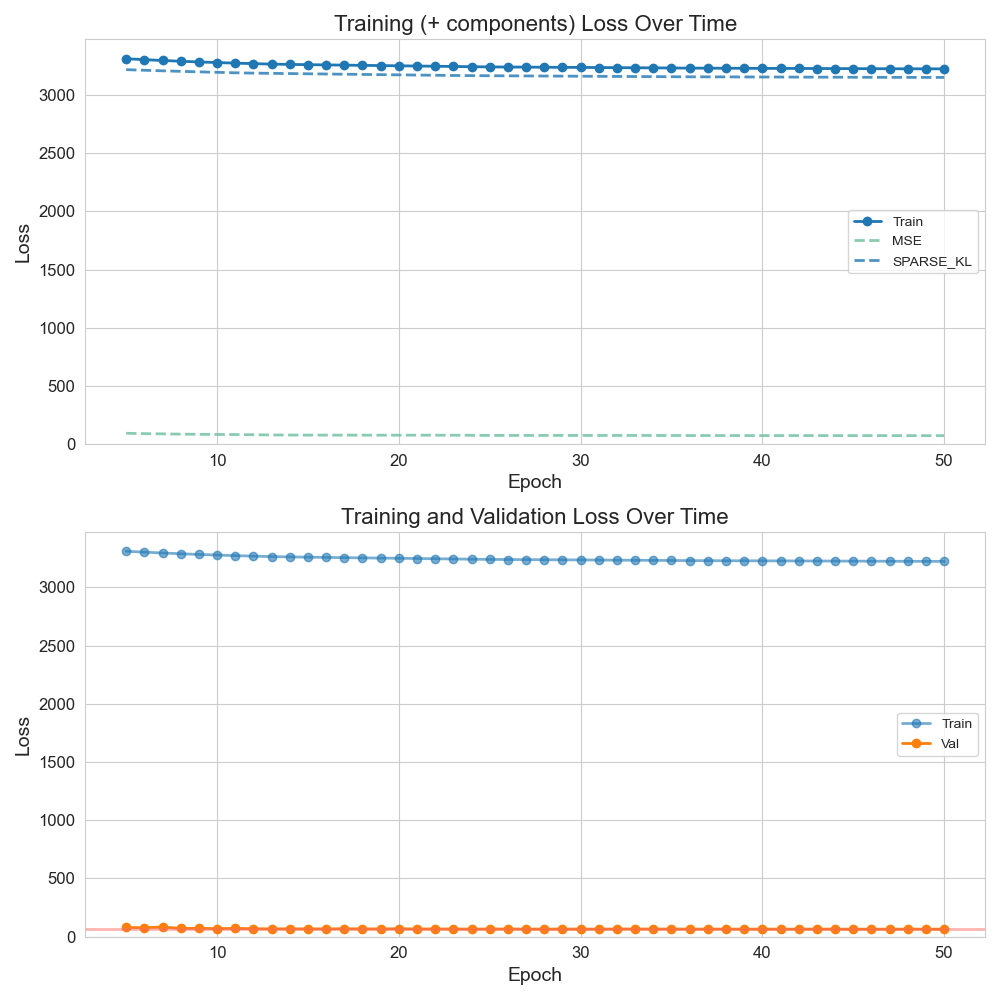 Training (+ components) Loss Over Time
Loss
3000
2500
2000
1500
1000
500
0
Train
MSE
SPARSE_KL
10 20 30 40 50
Epoch
Training and Validation Loss Over Time
Loss
3000
2500
2000
1500
1000
500
0
Train
Val
10 20 30 40 50
Epoch